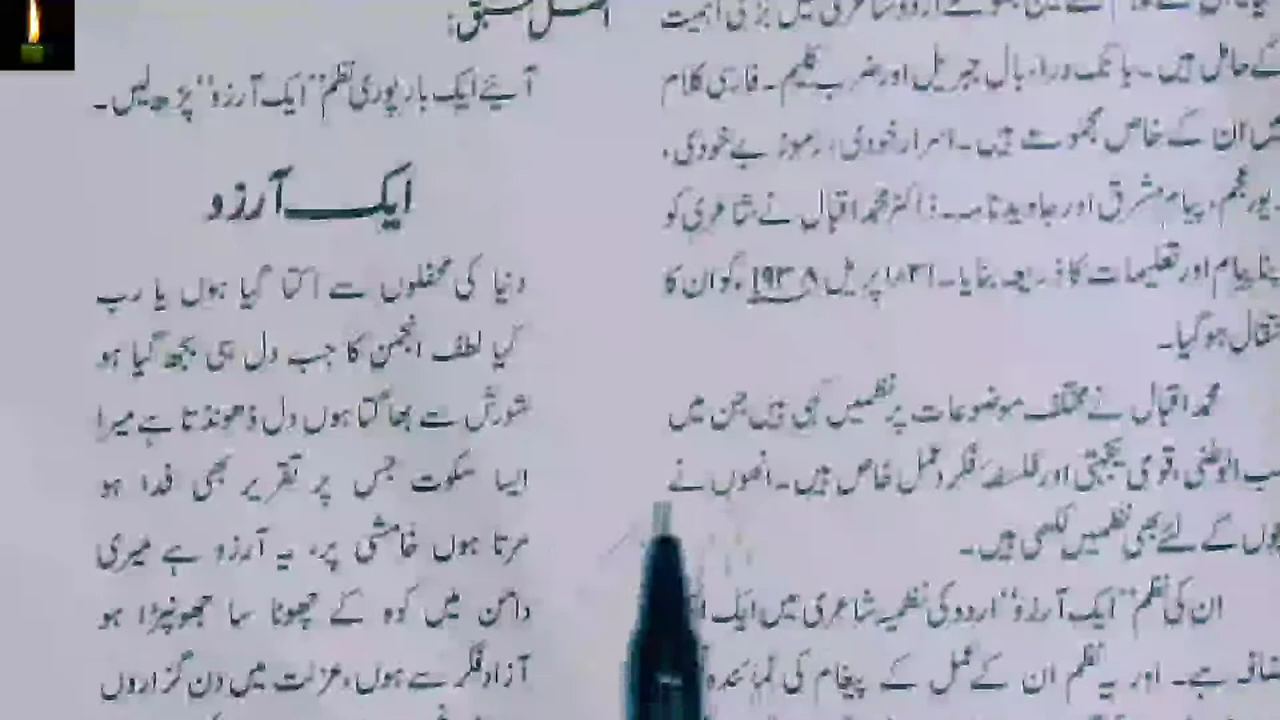 کے حامل ہیں۔ بانگ درا، بال جبریل اور ضرب کلیم۔ فارسی کلام
ان کے خاص مجموعے ہیں۔ اسرار خودی، رموز بے خودی،
پیام مشرق اور جاوید نامہ۔ ڈاکٹر محمد اقبال نے شاعری کو
پیام اور تعلیمات کا ذریعہ بنایا۔ ۲۱؍اپریل ۱۹۳۸ء کو ان کا
ہو گیا۔
محمد اقبال نے مختلف موضوعات پر نظمیں کہی ہیں جن میں
قومی یکجہتی اور فلسفۂ فکر و عمل خاص ہیں۔ انھوں نے
کے لئے بھی نظمیں لکھی ہیں۔
ان کی نظم ''ایک آرزو'' اردو کی نظمیہ شاعری میں ایک
ہے۔ اور یہ نظم ان کے عمل کے پیغام کی نمائندہ
اصل سبق:
آیئے ایک بار پوری نظم ''ایک آرزو'' پڑھ لیں۔
ایک آرزو
دنیا کی محفلوں سے اکتا گیا ہوں یا رب
کیا لطف انجمن کا جب دل ہی بجھ گیا ہو
شورش سے بھاگتا ہوں دل ڈھونڈتا ہے میرا
ایسا سکوت جس پر تقریر بھی فدا ہو
مرتا ہوں خامشی پر، یہ آرزو ہے میری
دامن میں کوہ کے چھوٹا سا جھونپڑا ہو
آزاد فکر سے ہوں، عزلت میں دن گزاروں